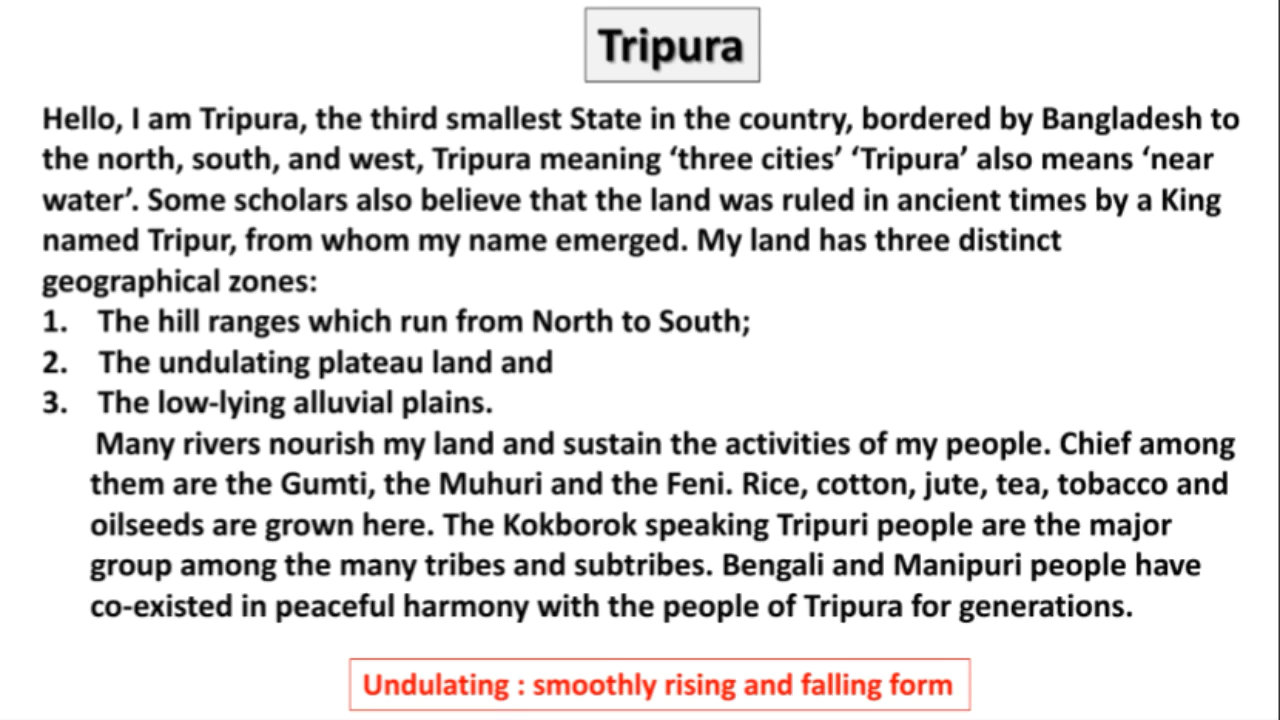 Tripura
Hello, I am Tripura, the third smallest State in the country, bordered by Bangladesh to
the north, south, and west, Tripura meaning ‘three cities’ ‘Tripura’ also means ‘near
water’. Some scholars also believe that the land was ruled in ancient times by a King
named Tripur, from whom my name emerged. My land has three distinct
geographical zones:
1. The hill ranges which run from North to South;
2. The undulating plateau land and
3. The low-lying alluvial plains.
Many rivers nourish my land and sustain the activities of my people. Chief among
them are the Gumti, the Muhuri and the Feni. Rice, cotton, jute, tea, tobacco and
oilseeds are grown here. The Kokborok speaking Tripuri people are the major
group among the many tribes and subtribes. Bengali and Manipuri people have
co-existed in peaceful harmony with the people of Tripura for generations.
Undulating : smoothly rising and falling form